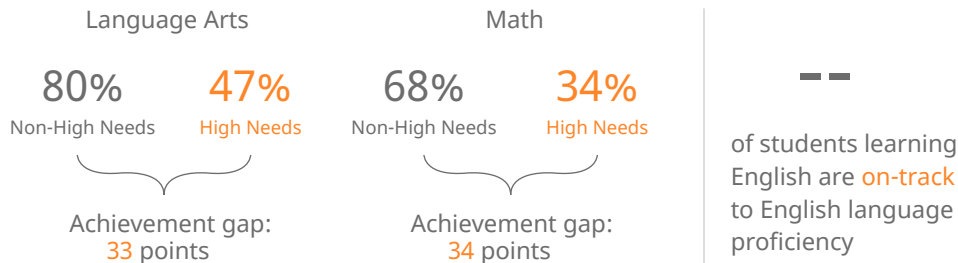 Language Arts
80%
47%
Non-High Needs
High Needs
Achievement gap:
33 points
Math
68%
34%
Non-High Needs
High Needs
Achievement gap:
34 points
--
of students learning
English are on-track
to English language
proficiency